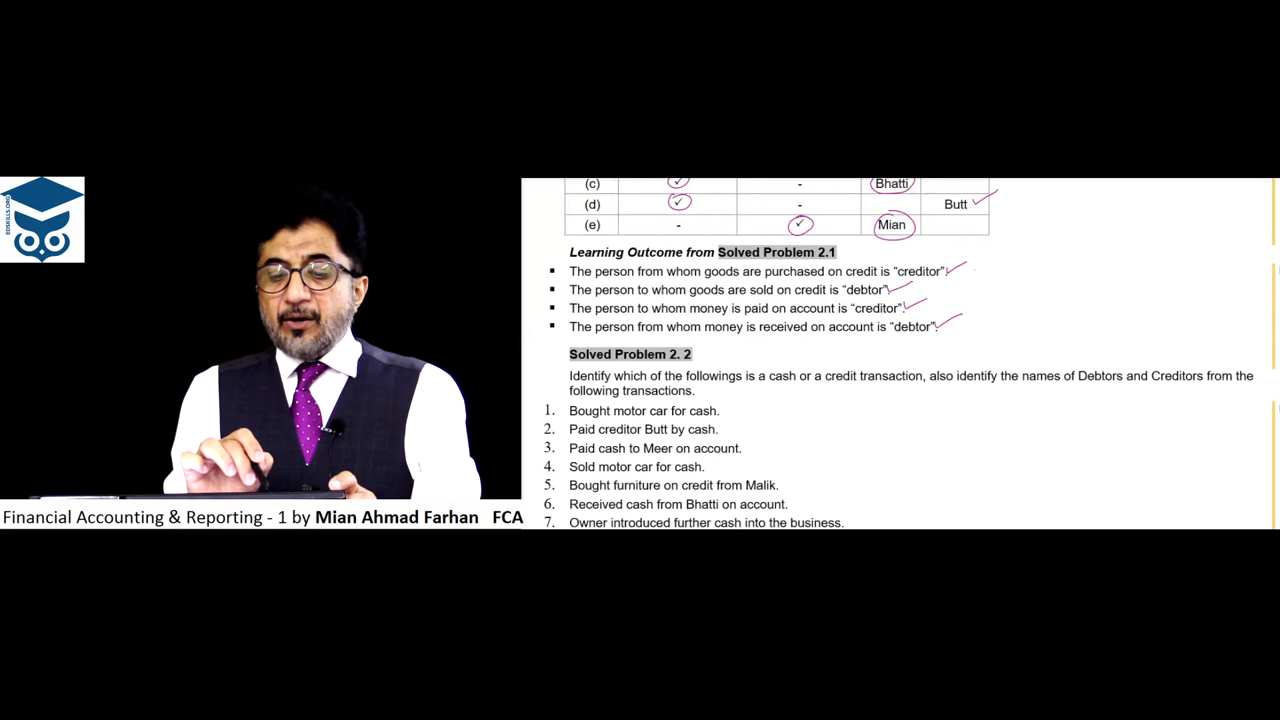 EDSKILLS.ORG
(c) ✓ - Bhatti
(d) ✓ - Butt
(e) - ✓ Mian
Learning Outcome from Solved Problem 2.1
▪ The person from whom goods are purchased on credit is “creditor”.
▪ The person to whom goods are sold on credit is “debtor”.
▪ The person to whom money is paid on account is “creditor”.
▪ The person from whom money is received on account is “debtor”.
Solved Problem 2. 2
Identify which of the followings is a cash or a credit transaction, also identify the names of Debtors and Creditors from the
following transactions.
1. Bought motor car for cash.
2. Paid creditor Butt by cash.
3. Paid cash to Meer on account.
4. Sold motor car for cash.
5. Bought furniture on credit from Malik.
6. Received cash from Bhatti on account.
7. Owner introduced further cash into the business.
Financial Accounting & Reporting - 1 by Mian Ahmad Farhan FCA